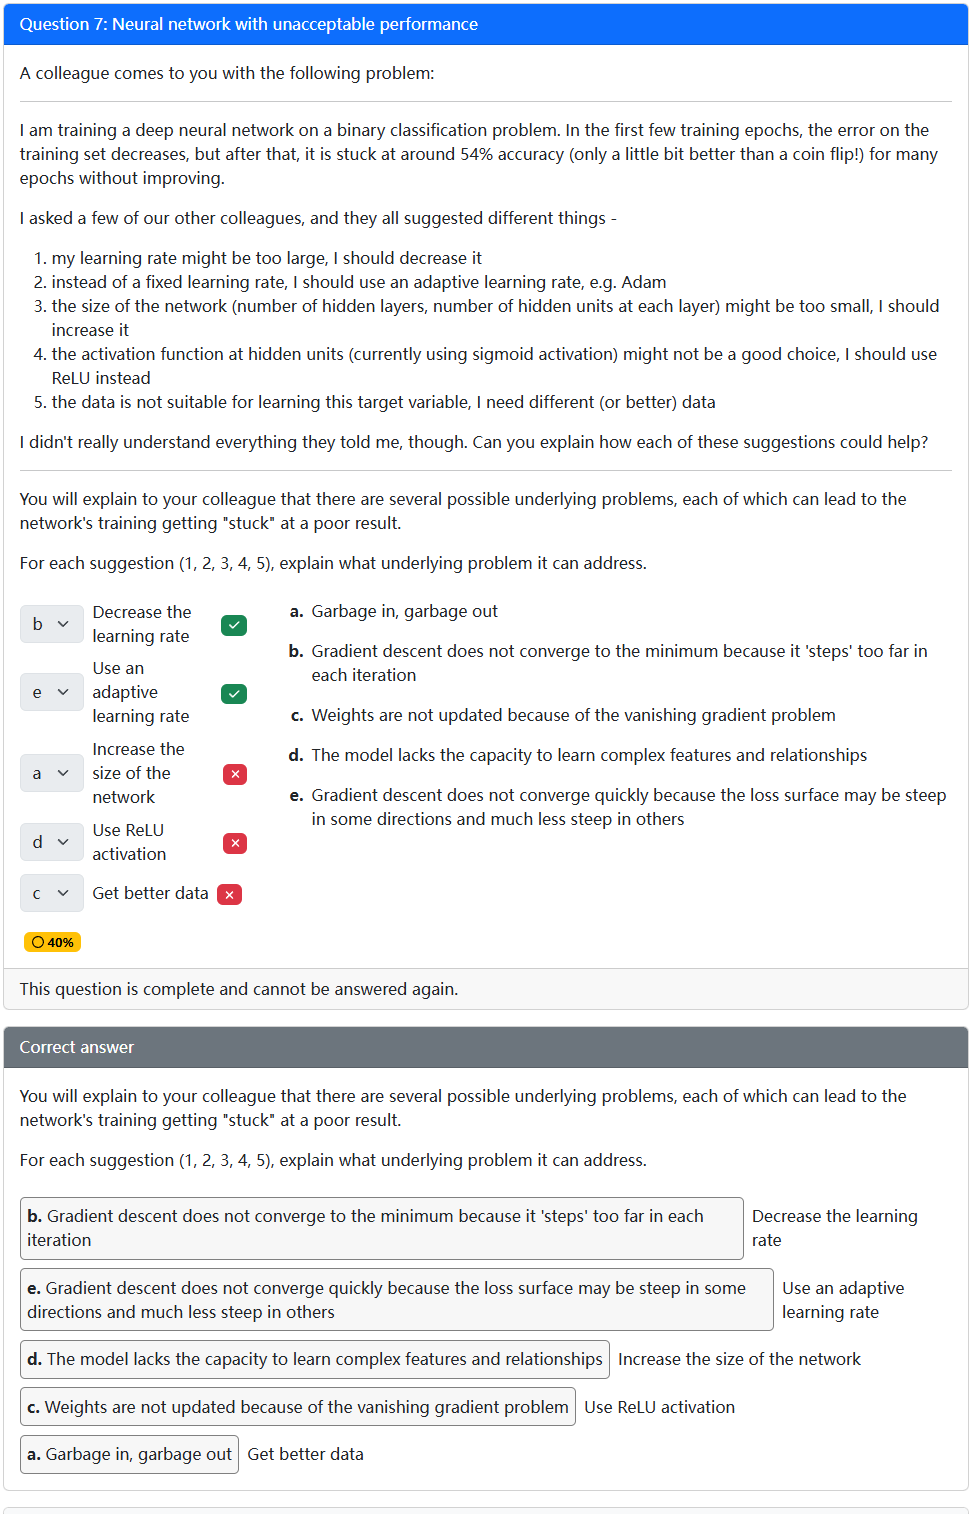 Question 7: Neural network with unacceptable performance
A colleague comes to you with the following problem:
I am training a deep neural network on a binary classification problem. In the first few training epochs, the error on the
training set decreases, but after that, it is stuck at around 54% accuracy (only a little bit better than a coin flip!) for many
epochs without improving.
I asked a few of our other colleagues, and they all suggested different things -
1. my learning rate might be too large, I should decrease it
2. instead of a fixed learning rate, I should use an adaptive learning rate, e.g. Adam
3. the size of the network (number of hidden layers, number of hidden units at each layer) might be too small, I should
increase it
4. the activation function at hidden units (currently using sigmoid activation) might not be a good choice, I should use
ReLU instead
5. the data is not suitable for learning this target variable, I need different (or better) data
I didn't really understand everything they told me, though. Can you explain how each of these suggestions could help?
You will explain to your colleague that there are several possible underlying problems, each of which can lead to the
network's training getting "stuck" at a poor result.
For each suggestion (1, 2, 3, 4, 5), explain what underlying problem it can address.
b Decrease the
learning rate
e Use an
adaptive
learning rate
a Increase the
size of the
network
d Use ReLU
activation
c Get better data
a. Garbage in, garbage out
b. Gradient descent does not converge to the minimum because it 'steps' too far in
each iteration
c. Weights are not updated because of the vanishing gradient problem
d. The model lacks the capacity to learn complex features and relationships
e. Gradient descent does not converge quickly because the loss surface may be steep
in some directions and much less steep in others
40%
This question is complete and cannot be answered again.
Correct answer
You will explain to your colleague that there are several possible underlying problems, each of which can lead to the
network's training getting "stuck" at a poor result.
For each suggestion (1, 2, 3, 4, 5), explain what underlying problem it can address.
b. Gradient descent does not converge to the minimum because it 'steps' too far in each
iteration
Decrease the learning
rate
e. Gradient descent does not converge quickly because the loss surface may be steep in some
directions and much less steep in others
Use an adaptive
learning rate
d. The model lacks the capacity to learn complex features and relationships Increase the size of the network
c. Weights are not updated because of the vanishing gradient problem Use ReLU activation
a. Garbage in, garbage out Get better data